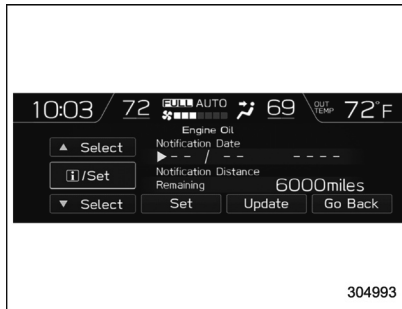 10:03 72 FULL AUTO 69 OUT TEMP 72°F
Engine Oil
▲ Select
Notification Date
▶-- / -- ----
i/Set
Notification Distance
Remaining 6000miles
▼ Select Set Update Go Back
304993